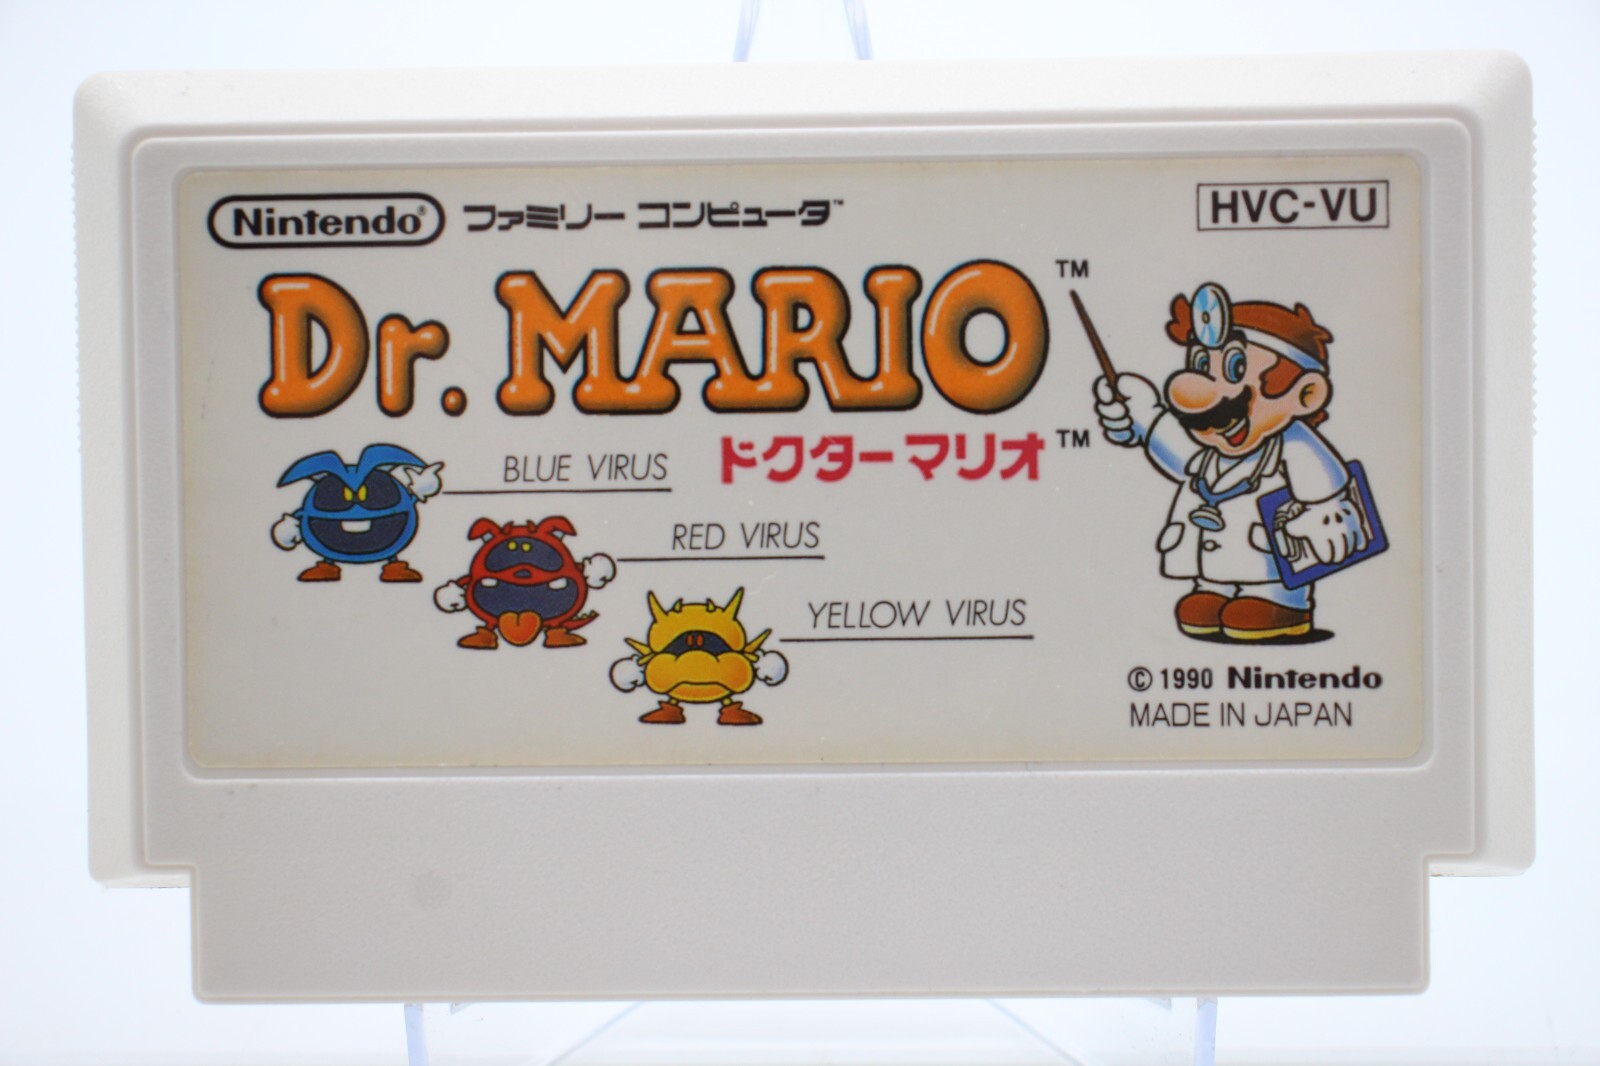 Nintendo® ファミリー コンピュータ™
HVC-VU
Dr. MARIO™
ドクターマリオ™
BLUE VIRUS
RED VIRUS
YELLOW VIRUS
© 1990 Nintendo
MADE IN JAPAN